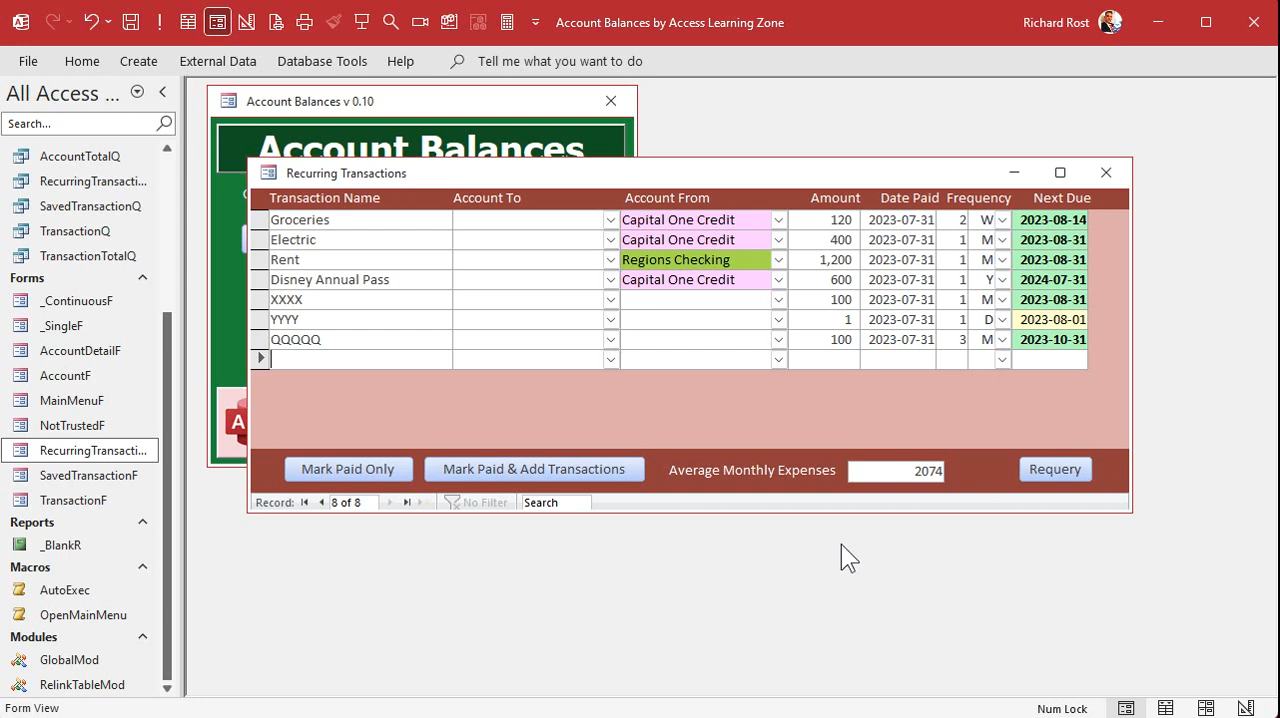 Account Balances by Access Learning Zone
Richard Rost
File Home Create External Data Database Tools Help Tell me what you want to do
All Access ...
Search...
AccountTotalQ
RecurringTransacti...
SavedTransactionQ
TransactionQ
TransactionTotalQ
Forms
_ContinuousF
_SingleF
AccountDetailF
AccountF
MainMenuF
NotTrustedF
RecurringTransacti...
SavedTransactionF
TransactionF
Reports
_BlankR
Macros
AutoExec
OpenMainMenu
Modules
GlobalMod
RelinkTableMod
Account Balances v 0.10
Account Balances
Recurring Transactions
Transaction Name Account To Account From Amount Date Paid Frequency Next Due
Groceries Capital One Credit 120 2023-07-31 2 W 2023-08-14
Electric Capital One Credit 400 2023-07-31 1 M 2023-08-31
Rent Regions Checking 1,200 2023-07-31 1 M 2023-08-31
Disney Annual Pass Capital One Credit 600 2023-07-31 1 Y 2024-07-31
XXXX 100 2023-07-31 1 M 2023-08-31
YYYY 1 2023-07-31 1 D 2023-08-01
QQQQQ 100 2023-07-31 3 M 2023-10-31
Mark Paid Only Mark Paid & Add Transactions Average Monthly Expenses 2074 Requery
Record: 8 of 8 No Filter Search
Form View Num Lock